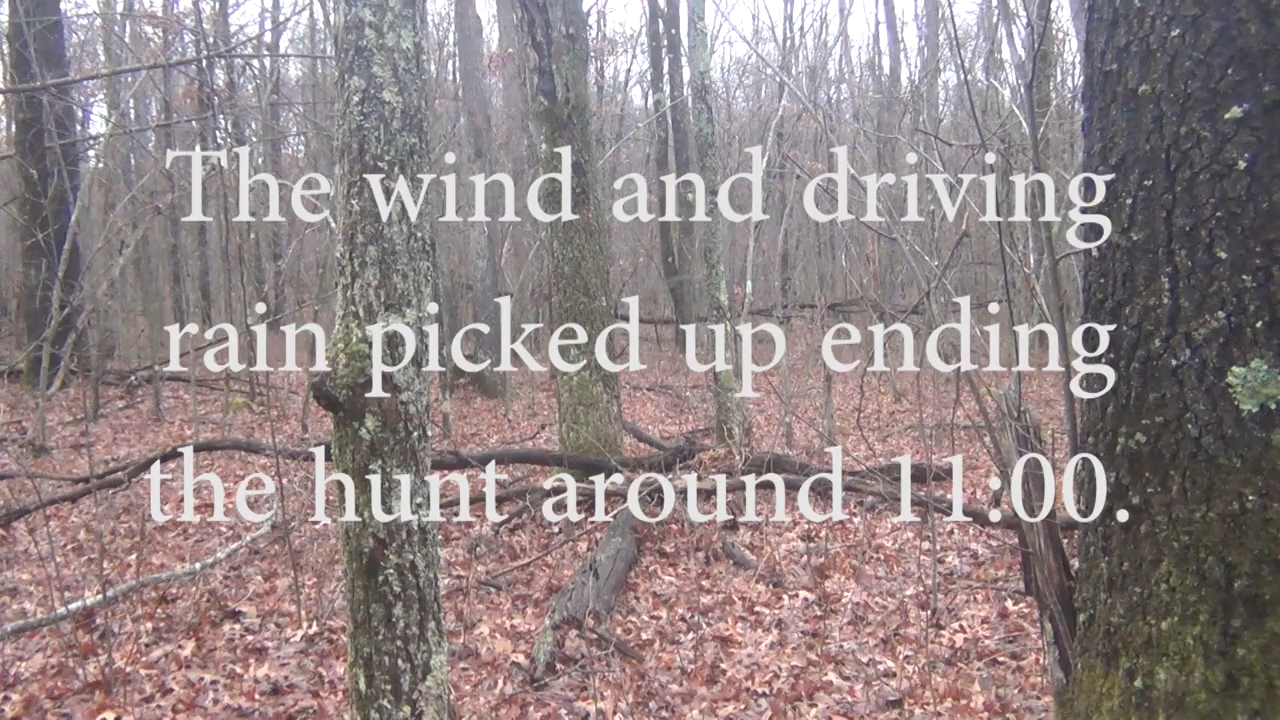 The wind and driving
rain picked up ending
the hunt around 11:00.